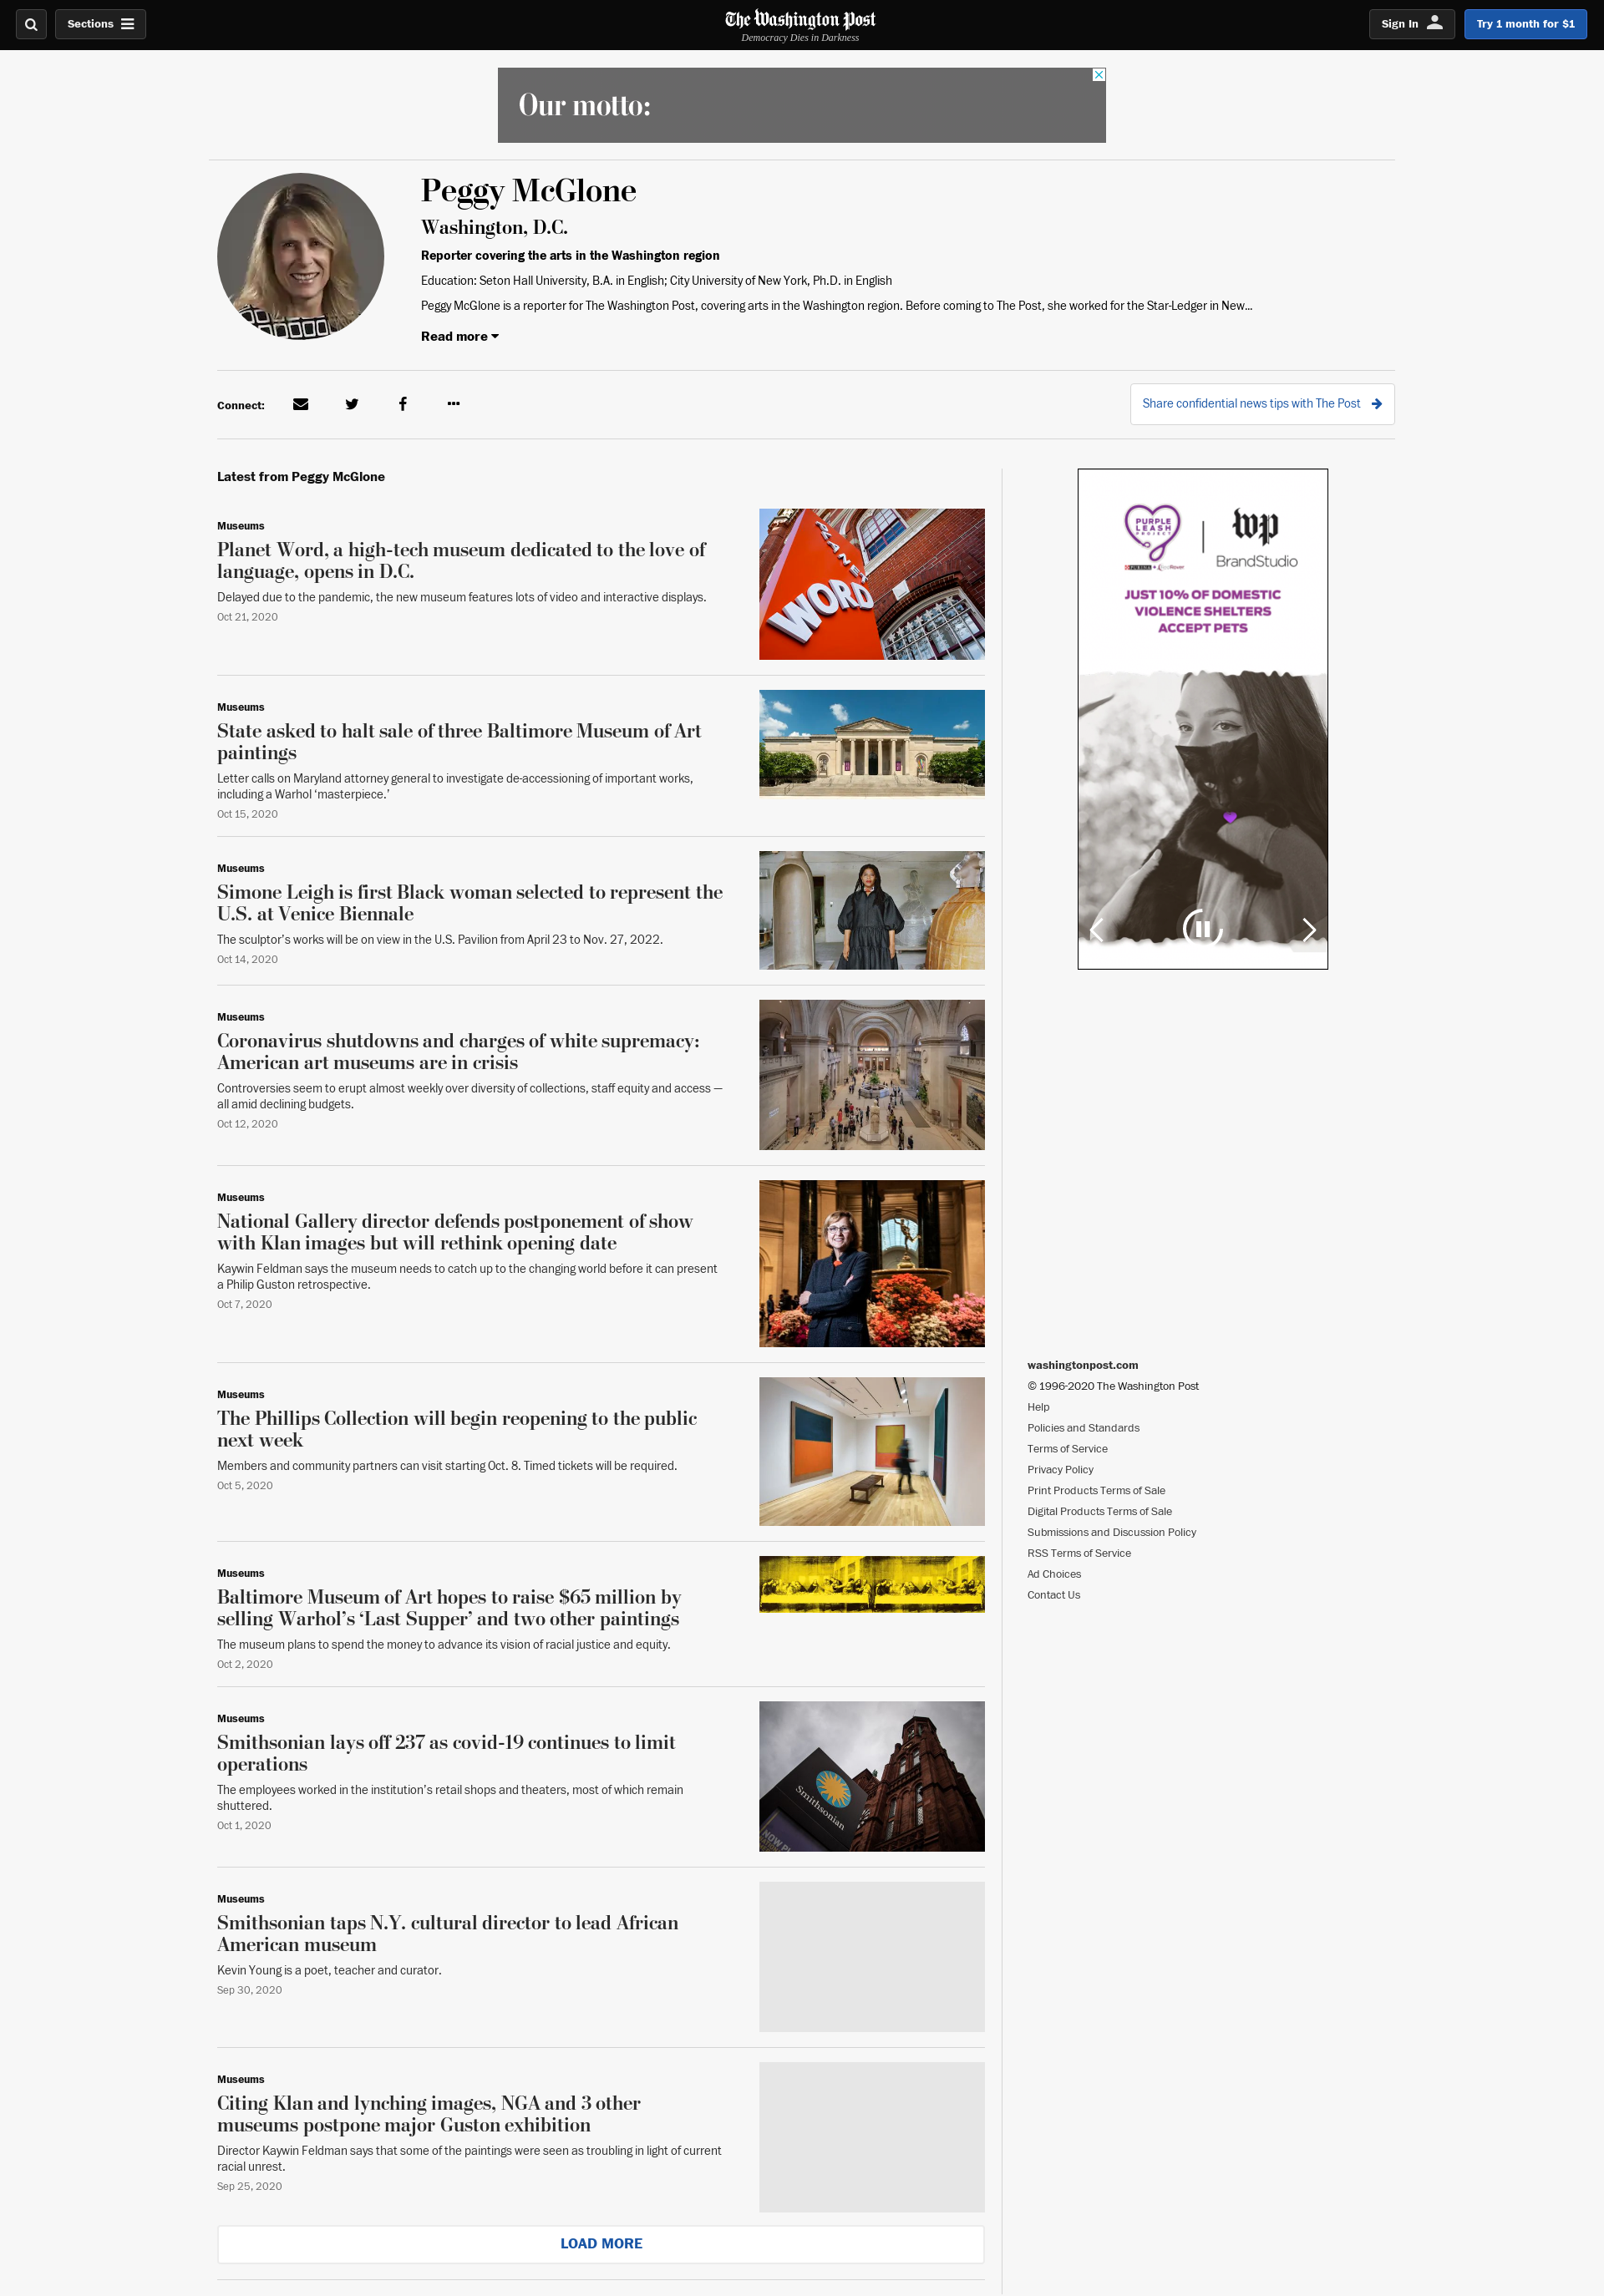 Sections
The Washington Post
Democracy Dies in Darkness
Sign In
Try 1 month for $1
Our motto:
Peggy McGlone
Washington, D.C.
Reporter covering the arts in the Washington region
Education: Seton Hall University, B.A. in English; City University of New York, Ph.D. in English
Peggy McGlone is a reporter for The Washington Post, covering arts in the Washington region. Before coming to The Post, she worked for the Star-Ledger in New...
Read more
Connect:
Share confidential news tips with The Post
Latest from Peggy McGlone
Museums
Planet Word, a high-tech museum dedicated to the love of
language, opens in D.C.
Delayed due to the pandemic, the new museum features lots of video and interactive displays.
Oct 21, 2020
PLANET
WORD
Museums
State asked to halt sale of three Baltimore Museum of Art
paintings
Letter calls on Maryland attorney general to investigate de-accessioning of important works,
including a Warhol ‘masterpiece.’
Oct 15, 2020
Museums
Simone Leigh is first Black woman selected to represent the
U.S. at Venice Biennale
The sculptor’s works will be on view in the U.S. Pavilion from April 23 to Nov. 27, 2022.
Oct 14, 2020
Museums
Coronavirus shutdowns and charges of white supremacy:
American art museums are in crisis
Controversies seem to erupt almost weekly over diversity of collections, staff equity and access —
all amid declining budgets.
Oct 12, 2020
Museums
National Gallery director defends postponement of show
with Klan images but will rethink opening date
Kaywin Feldman says the museum needs to catch up to the changing world before it can present
a Philip Guston retrospective.
Oct 7, 2020
Museums
The Phillips Collection will begin reopening to the public
next week
Members and community partners can visit starting Oct. 8. Timed tickets will be required.
Oct 5, 2020
Museums
Baltimore Museum of Art hopes to raise $65 million by
selling Warhol’s ‘Last Supper’ and two other paintings
The museum plans to spend the money to advance its vision of racial justice and equity.
Oct 2, 2020
Museums
Smithsonian lays off 237 as covid-19 continues to limit
operations
The employees worked in the institution’s retail shops and theaters, most of which remain
shuttered.
Oct 1, 2020
Smithsonian
Museums
Smithsonian taps N.Y. cultural director to lead African
American museum
Kevin Young is a poet, teacher and curator.
Sep 30, 2020
Museums
Citing Klan and lynching images, NGA and 3 other
museums postpone major Guston exhibition
Director Kaywin Feldman says that some of the paintings were seen as troubling in light of current
racial unrest.
Sep 25, 2020
LOAD MORE
PURPLE
LEASH
PROJECT
wp
BrandStudio
JUST 10% OF DOMESTIC
VIOLENCE SHELTERS
ACCEPT PETS
washingtonpost.com
© 1996-2020 The Washington Post
Help
Policies and Standards
Terms of Service
Privacy Policy
Print Products Terms of Sale
Digital Products Terms of Sale
Submissions and Discussion Policy
RSS Terms of Service
Ad Choices
Contact Us